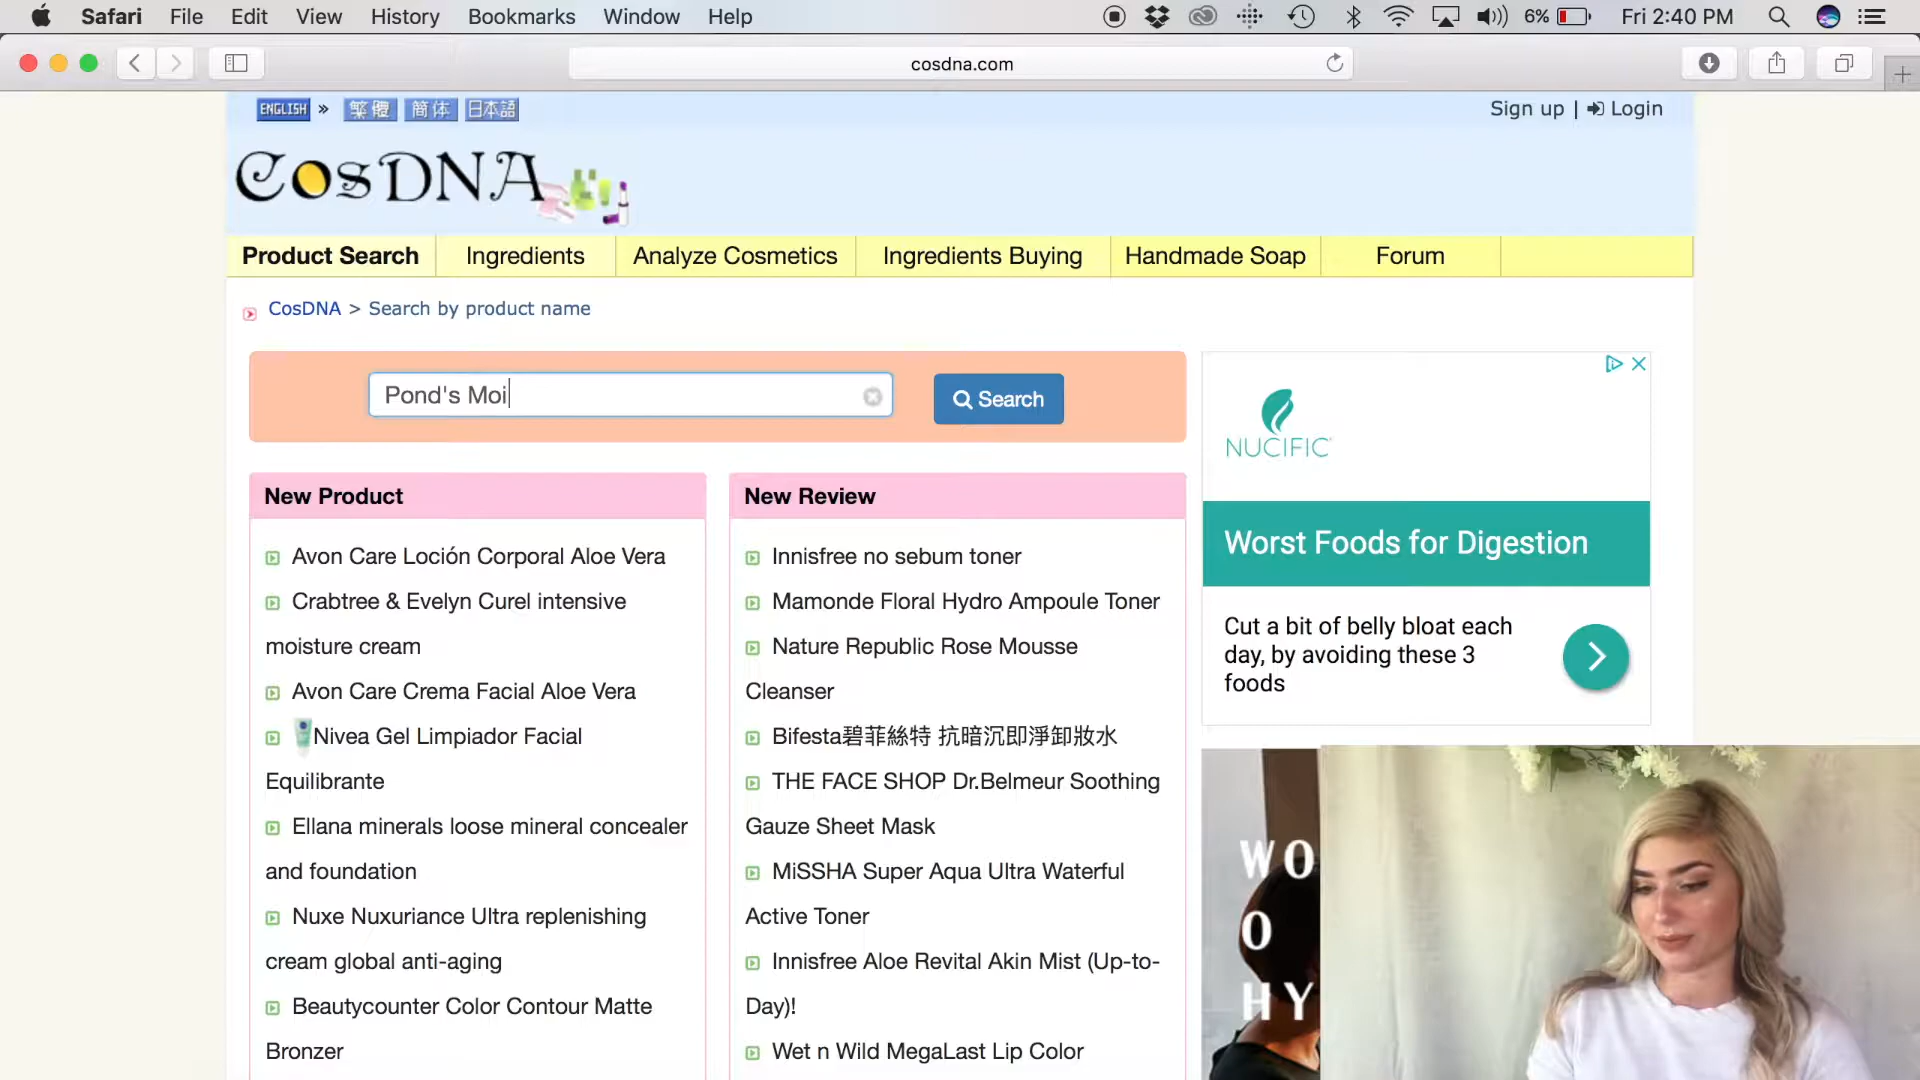 Safari File Edit View History Bookmarks Window Help 6% Fri 2:40 PM
cosdna.com
ENGLISH » 繁體 简体 日本語 Sign up | Login
CosDNA
Product Search Ingredients Analyze Cosmetics Ingredients Buying Handmade Soap Forum
CosDNA > Search by product name
Pond's Moi Search
New Product
Avon Care Loción Corporal Aloe Vera
Crabtree & Evelyn Curel intensive
moisture cream
Avon Care Crema Facial Aloe Vera
Nivea Gel Limpiador Facial
Equilibrante
Ellana minerals loose mineral concealer
and foundation
Nuxe Nuxuriance Ultra replenishing
cream global anti-aging
Beautycounter Color Contour Matte
Bronzer
New Review
Innisfree no sebum toner
Mamonde Floral Hydro Ampoule Toner
Nature Republic Rose Mousse
Cleanser
Bifesta碧菲絲特 抗暗沉即淨卸妝水
THE FACE SHOP Dr.Belmeur Soothing
Gauze Sheet Mask
MiSSHA Super Aqua Ultra Waterful
Active Toner
Innisfree Aloe Revital Akin Mist (Up-to-
Day)!
Wet n Wild MegaLast Lip Color
NUCIFIC
Worst Foods for Digestion
Cut a bit of belly bloat each
day, by avoiding these 3
foods
WO
O
HY